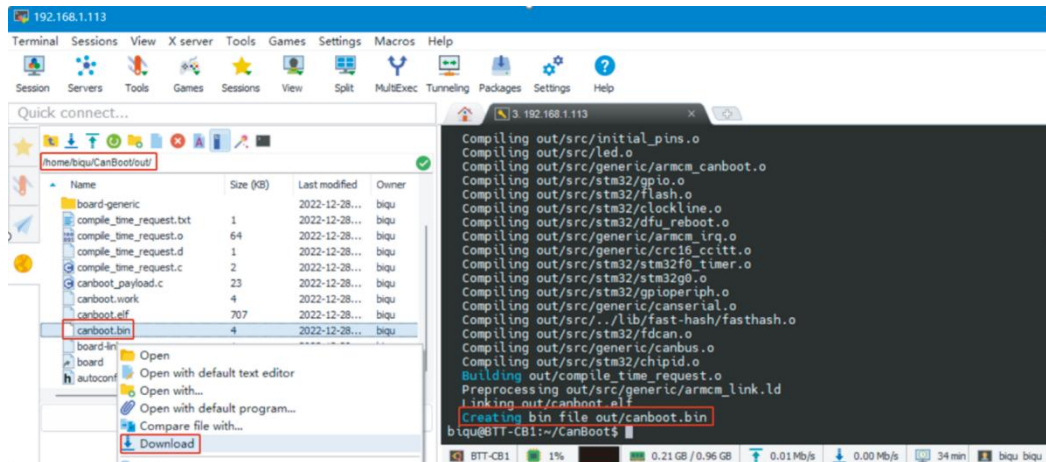 192.168.1.113
Terminal Sessions View X server Tools Games Settings Macros Help
Session Servers Tools Games Sessions View Split MultiExec Tunneling Packages Settings Help
Quick connect...
3. 192.168.1.113
/home/biqu/CanBoot/out/
Name Size (KB) Last modified Owner
board-generic 2022-12-28... biqu
compile_time_request.txt 1 2022-12-28... biqu
compile_time_request.o 64 2022-12-28... biqu
compile_time_request.d 1 2022-12-28... biqu
compile_time_request.c 2 2022-12-28... biqu
canboot_payload.c 23 2022-12-28... biqu
canboot.work 4 2022-12-28... biqu
canboot.elf 707 2022-12-28... biqu
canboot.bin 4 2022-12-28... biqu
board-lin
board
autoconf
Open
Open with default text editor
Open with...
Open with default program...
Compare file with...
Download
Compiling out/src/initial_pins.o
Compiling out/src/led.o
Compiling out/src/generic/armcm_canboot.o
Compiling out/src/stm32/gpio.o
Compiling out/src/stm32/flash.o
Compiling out/src/stm32/clockline.o
Compiling out/src/stm32/dfu_reboot.o
Compiling out/src/generic/armcm_irq.o
Compiling out/src/generic/crc16_ccitt.o
Compiling out/src/stm32/stm32f0_timer.o
Compiling out/src/stm32/stm32g0.o
Compiling out/src/stm32/gpioperiph.o
Compiling out/src/generic/canserial.o
Compiling out/src/../lib/fast-hash/fasthash.o
Compiling out/src/stm32/fdcan.o
Compiling out/src/generic/canbus.o
Compiling out/src/stm32/chipid.o
Building out/compile_time_request.o
Preprocessing out/src/generic/armcm_link.ld
Linking out/canboot.elf
Creating bin file out/canboot.bin
biqu@BTT-CB1:~/CanBoot$
BTT-CB1 1% 0.21 GB / 0.96 GB 0.01 Mb/s 0.00 Mb/s 34 min biqu biqu